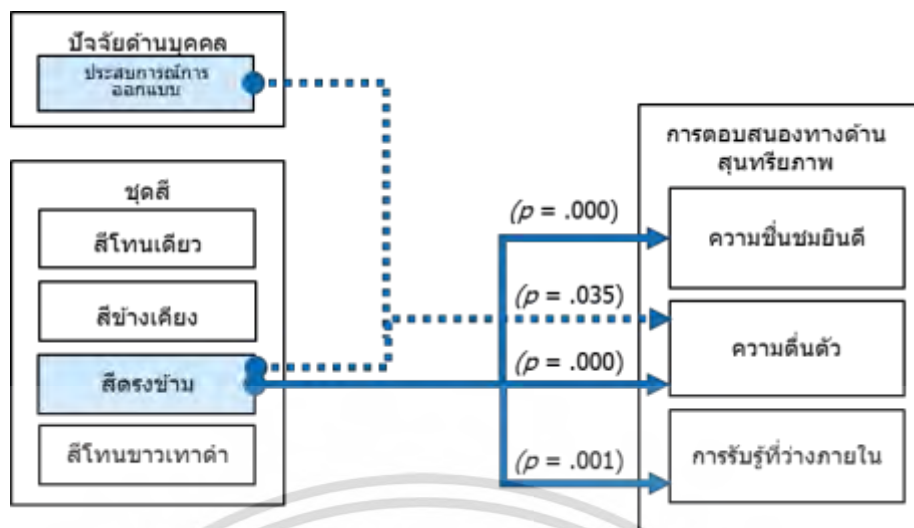 ปัจจัยด้านบุคคล
ประสบการณ์การ
ออกแบบ
ชุดสี
สีโทนเดียว
สีข้างเคียง
สีตรงข้าม
สีโทนขาวเทาดำ
(p = .000)
(p = .035)
(p = .000)
(p = .001)
การตอบสนองทางด้าน
สุนทรียภาพ
ความชื่นชมยินดี
ความตื่นตัว
การรับรู้ที่ว่างภายใน